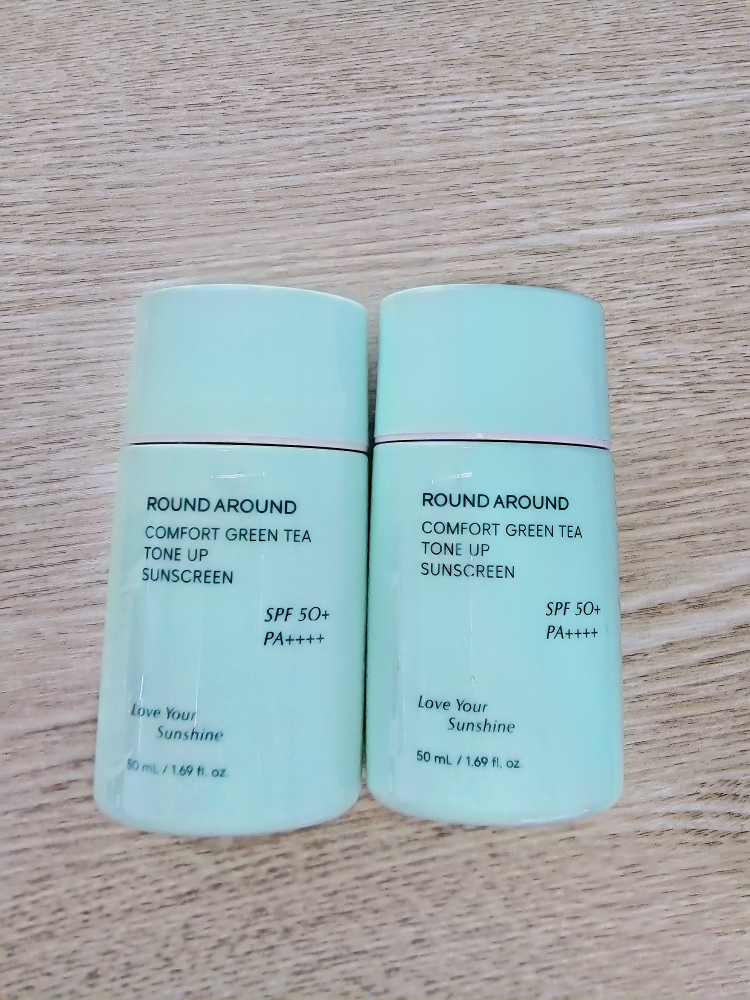 ROUND AROUND
COMFORT GREEN TEA
TONE UP
SUNSCREEN
SPF 50+
PA++++
Love Your
Sunshine
50 mL / 1.69 fl. oz.
ROUND AROUND
COMFORT GREEN TEA
TONE UP
SUNSCREEN
SPF 50+
PA++++
Love Your
Sunshine
50 mL / 1.69 fl. oz.